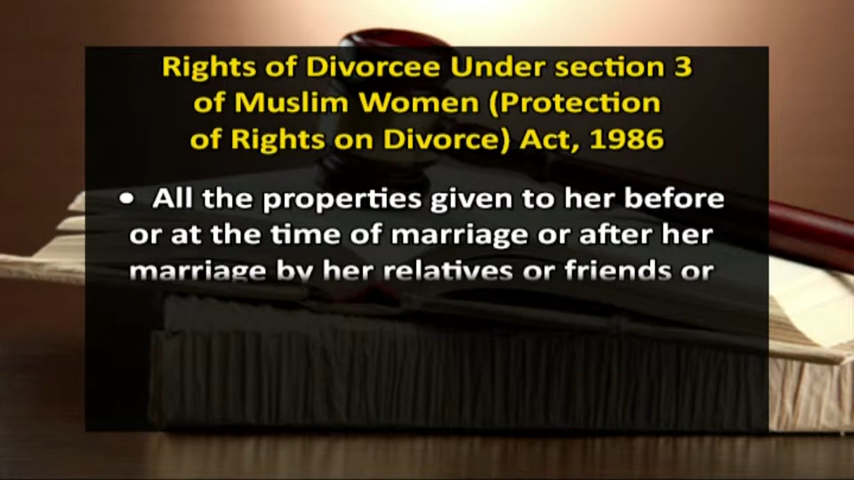 Rights of Divorcee Under section 3
of Muslim Women (Protection
of Rights on Divorce) Act, 1986
• All the properties given to her before
or at the time of marriage or after her
marriage by her relatives or friends or